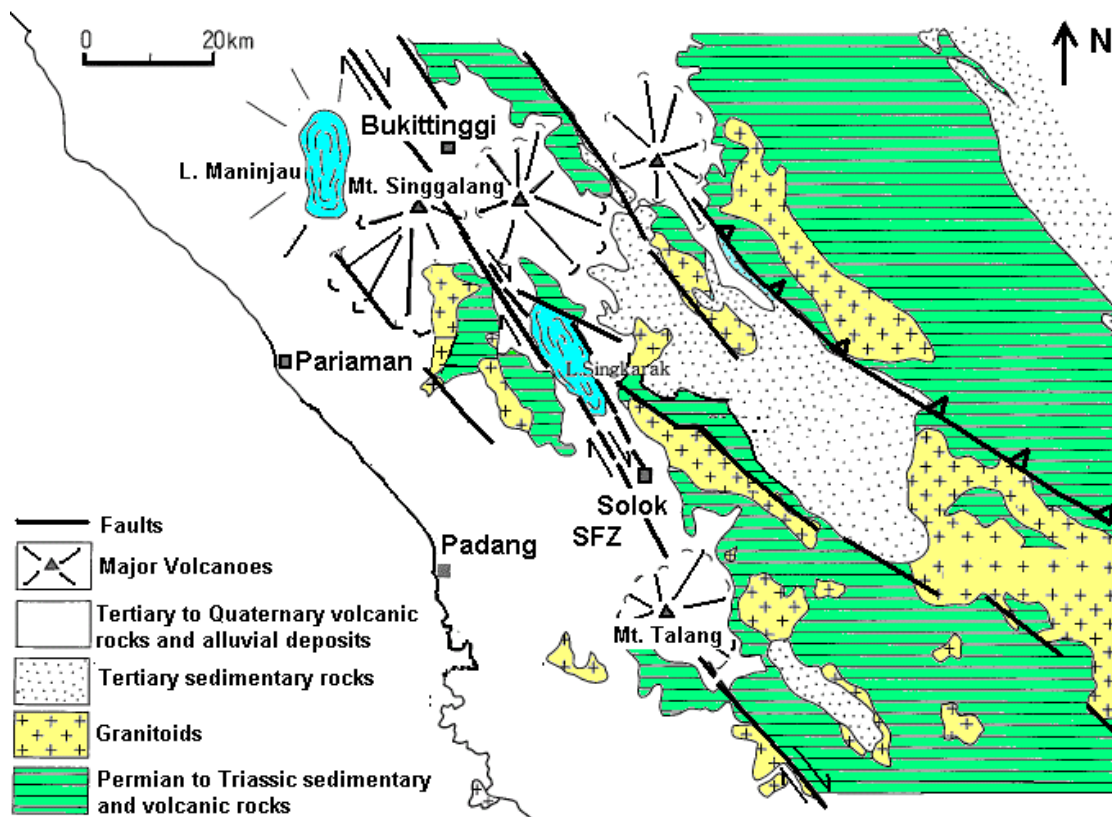 0 20km
N
Bukittinggi
L. Maninjau
Mt. Singgalang
Pariaman
L.Singkarak
Solok
SFZ
Padang
Mt. Talang
Faults
Major Volcanoes
Tertiary to Quaternary volcanic
rocks and alluvial deposits
Tertiary sedimentary rocks
Granitoids
Permian to Triassic sedimentary
and volcanic rocks